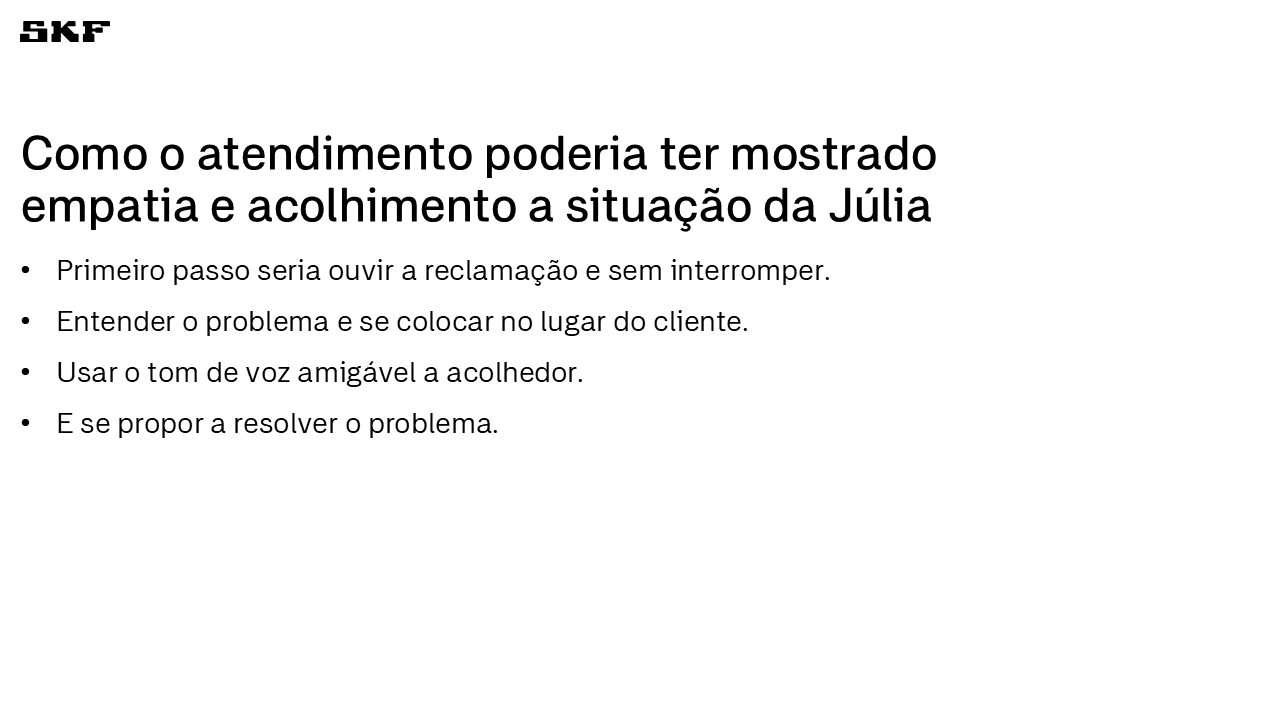 SKF
Como o atendimento poderia ter mostrado
empatia e acolhimento a situação da Júlia
• Primeiro passo seria ouvir a reclamação e sem interromper.
• Entender o problema e se colocar no lugar do cliente.
• Usar o tom de voz amigável a acolhedor.
• E se propor a resolver o problema.